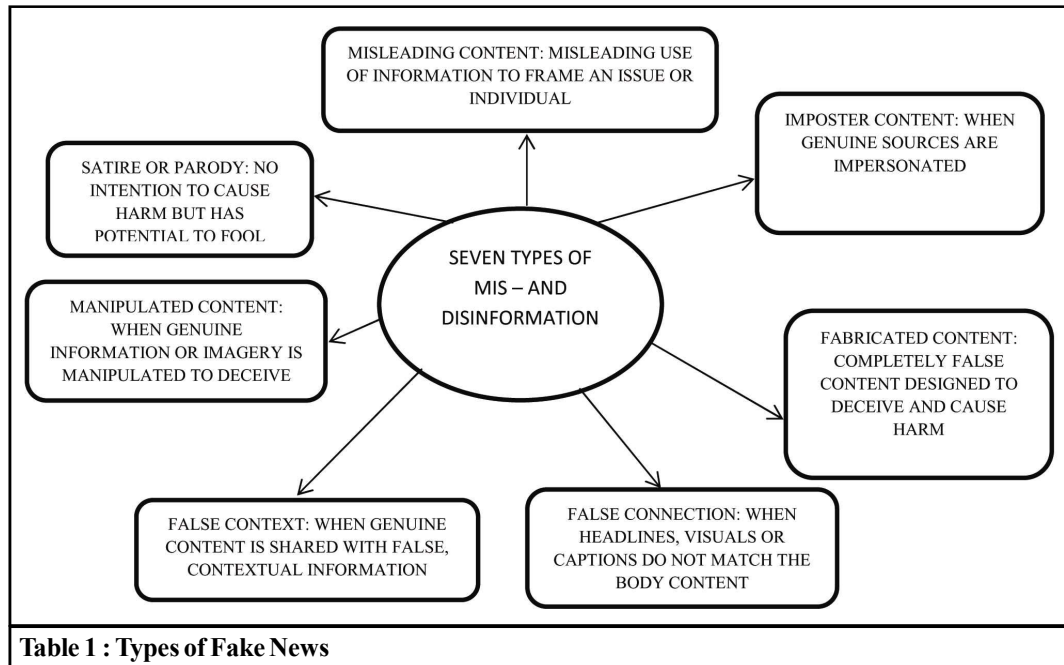 MISLEADING CONTENT: MISLEADING USE
OF INFORMATION TO FRAME AN ISSUE OR
INDIVIDUAL
IMPOSTER CONTENT: WHEN
GENUINE SOURCES ARE
IMPERSONATED
SATIRE OR PARODY: NO
INTENTION TO CAUSE
HARM BUT HAS
POTENTIAL TO FOOL
SEVEN TYPES OF
MIS – AND
DISINFORMATION
MANIPULATED CONTENT:
WHEN GENUINE
INFORMATION OR IMAGERY IS
MANIPULATED TO DECEIVE
FABRICATED CONTENT:
COMPLETELY FALSE
CONTENT DESIGNED TO
DECEIVE AND CAUSE
HARM
FALSE CONTEXT: WHEN GENUINE
CONTENT IS SHARED WITH FALSE,
CONTEXTUAL INFORMATION
FALSE CONNECTION: WHEN
HEADLINES, VISUALS OR
CAPTIONS DO NOT MATCH THE
BODY CONTENT
Table 1 : Types of Fake News